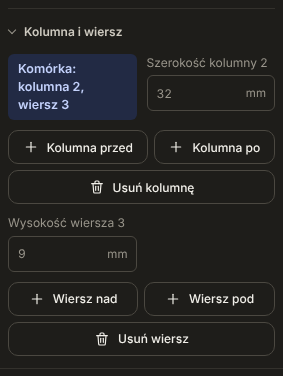 Kolumna i wiersz
Komórka:
kolumna 2,
wiersz 3
Szerokość kolumny 2
32 mm
Kolumna przed
Kolumna po
Usuń kolumnę
Wysokość wiersza 3
9 mm
Wiersz nad
Wiersz pod
Usuń wiersz